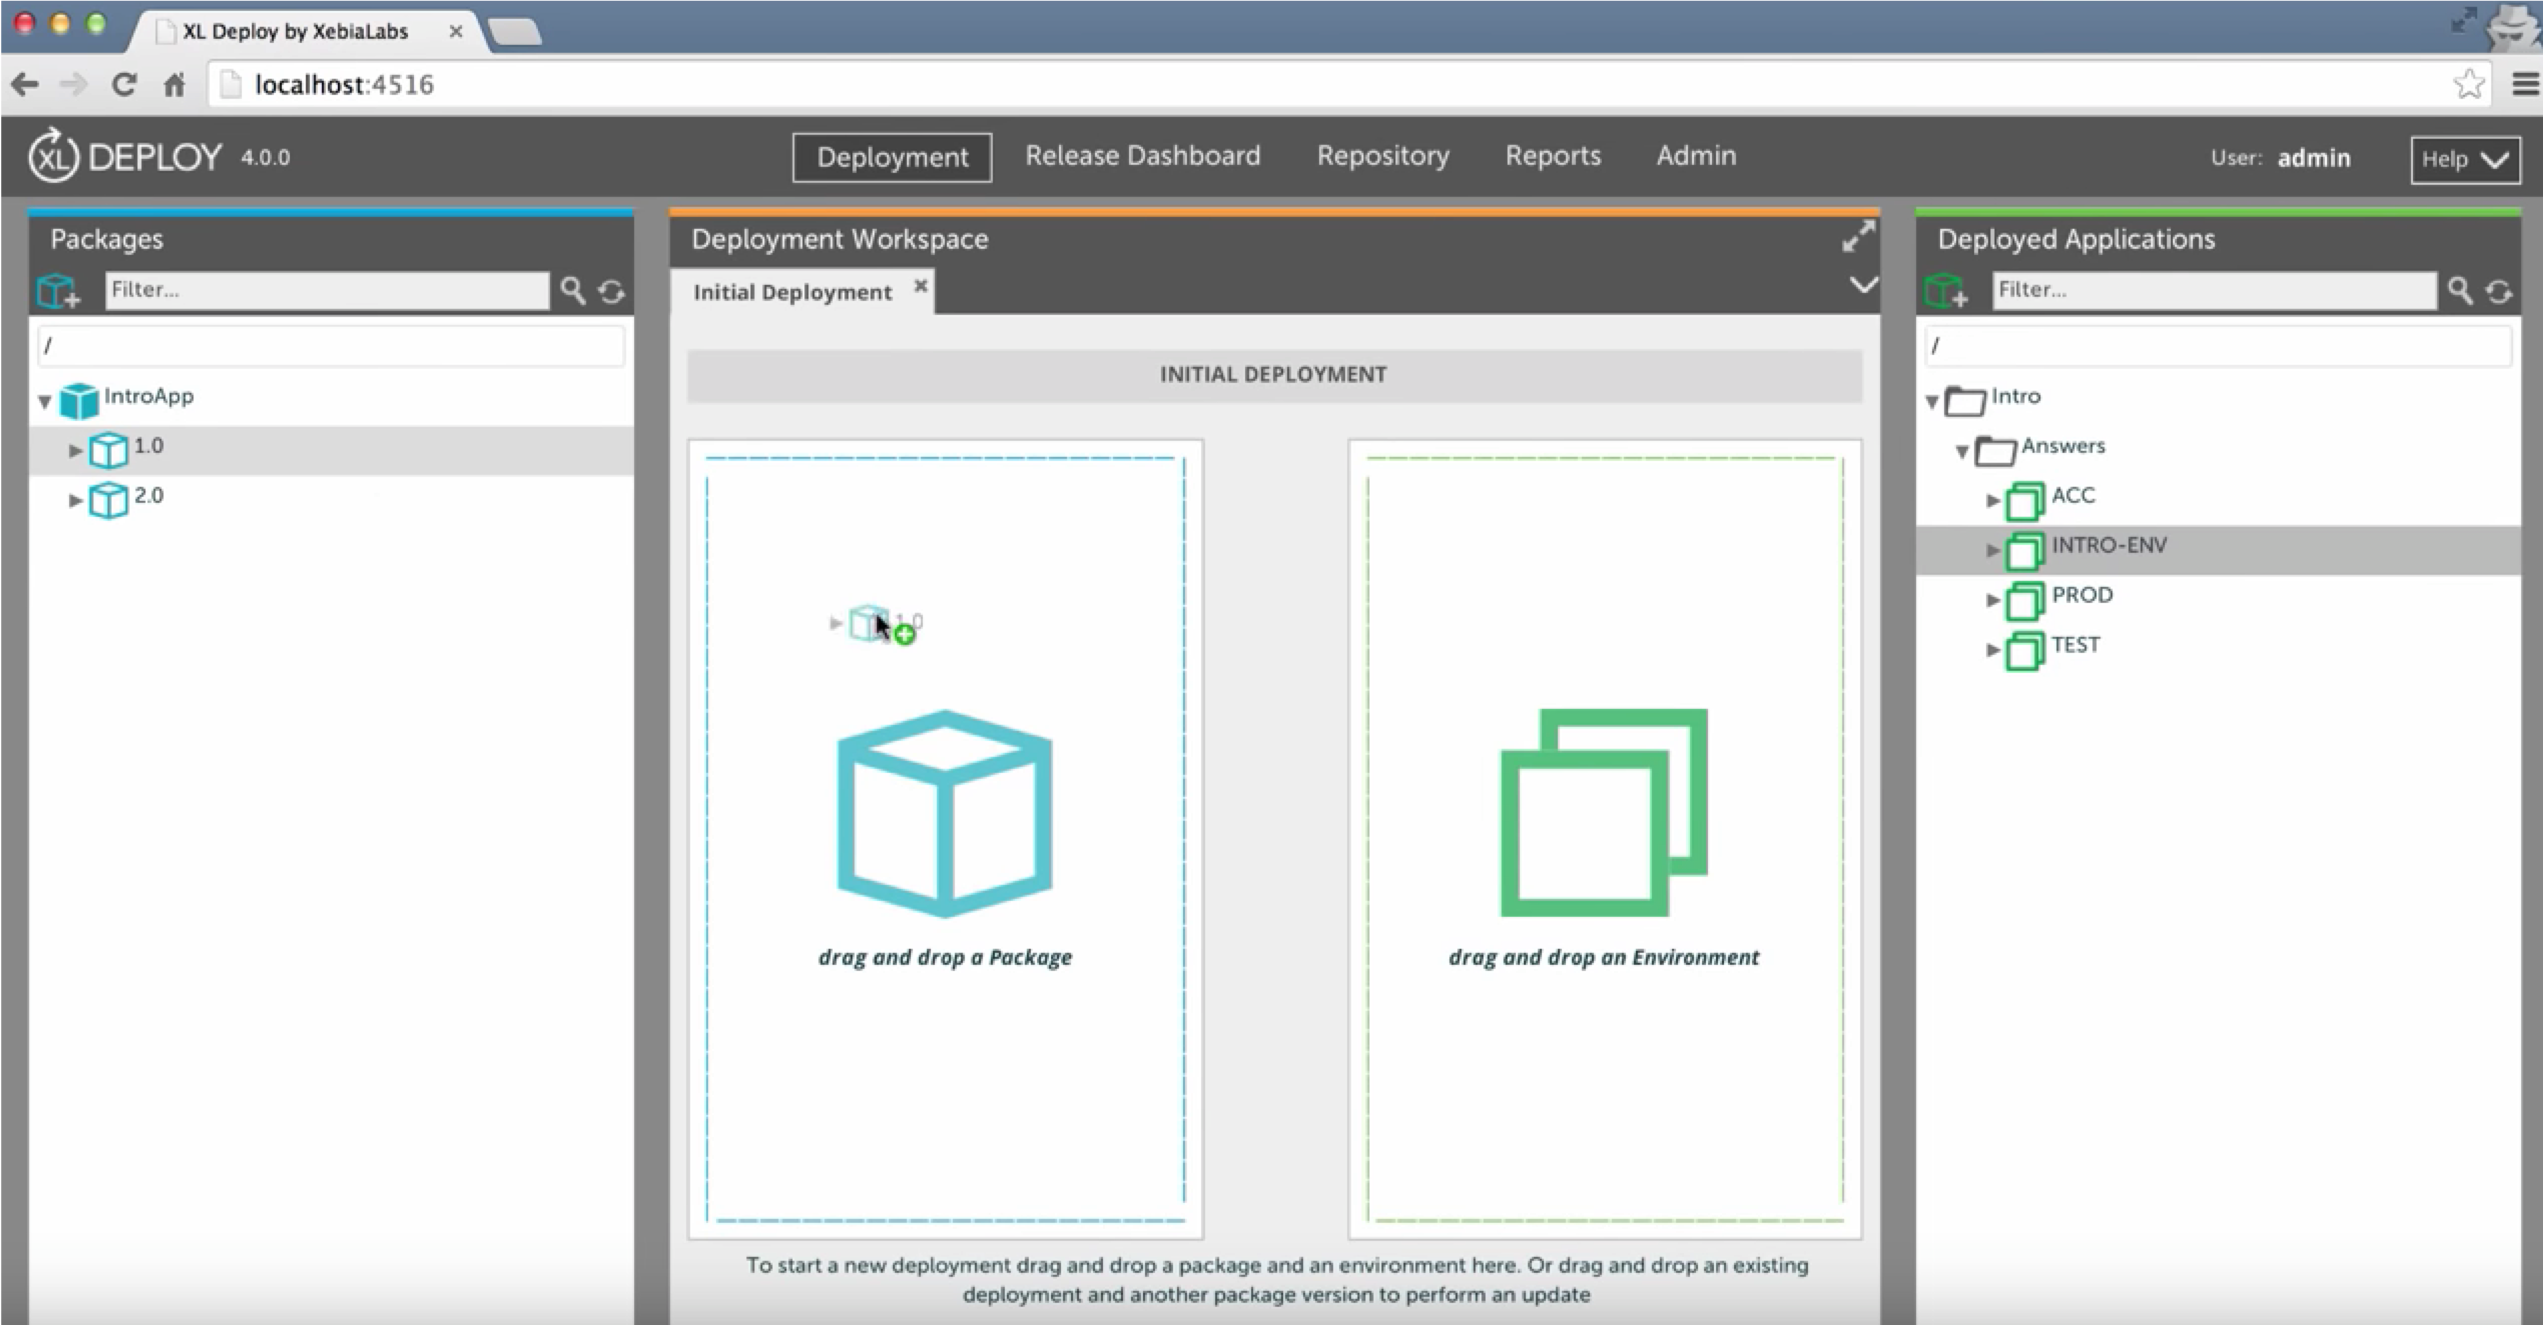 XL Deploy by XebiaLabs
localhost:4516
XL DEPLOY 4.0.0
Deployment
Release Dashboard
Repository
Reports
Admin
User: admin
Help
Packages
Filter...
/
IntroApp
1.0
2.0
Deployment Workspace
Initial Deployment
INITIAL DEPLOYMENT
1.0
drag and drop a Package
drag and drop an Environment
To start a new deployment drag and drop a package and an environment here. Or drag and drop an existing
deployment and another package version to perform an update
Deployed Applications
Filter...
/
Intro
Answers
ACC
INTRO-ENV
PROD
TEST